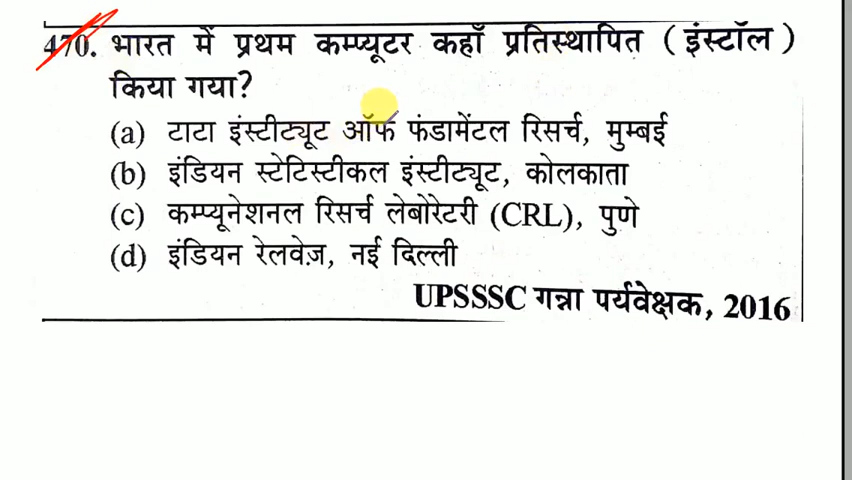 470. भारत में प्रथम कम्प्यूटर कहाँ प्रतिस्थापित (इंस्टॉल)
किया गया?
(a) टाटा इंस्टीट्यूट ऑफ फंडामेंटल रिसर्च, मुम्बई
(b) इंडियन स्टेटिस्टीकल इंस्टीट्यूट, कोलकाता
(c) कम्प्यूनेशनल रिसर्च लेबोरेटरी (CRL), पुणे
(d) इंडियन रेलवेज़, नई दिल्ली
UPSSSC गन्ना पर्यवेक्षक, 2016